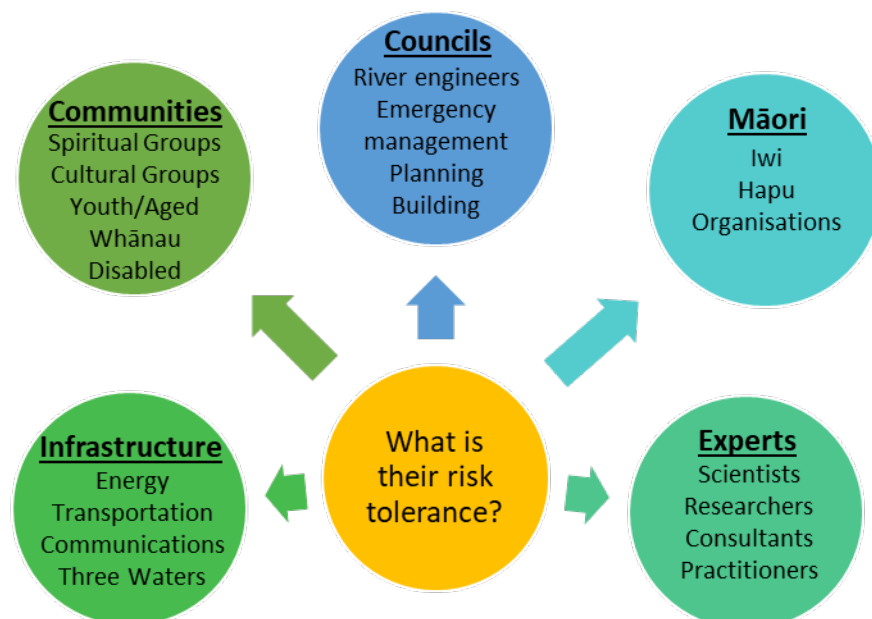 Councils
River engineers
Emergency
management
Planning
Building
Communities
Spiritual Groups
Cultural Groups
Youth/Aged
Whānau
Disabled
Māori
Iwi
Hapu
Organisations
Infrastructure
Energy
Transportation
Communications
Three Waters
What is
their risk
tolerance?
Experts
Scientists
Researchers
Consultants
Practitioners